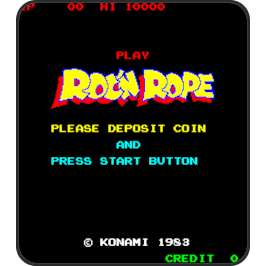 P 00 HI 10000
PLAY
ROC'N ROPE
PLEASE DEPOSIT COIN
AND
PRESS START BUTTON
© KONAMI 1983
CREDIT 0